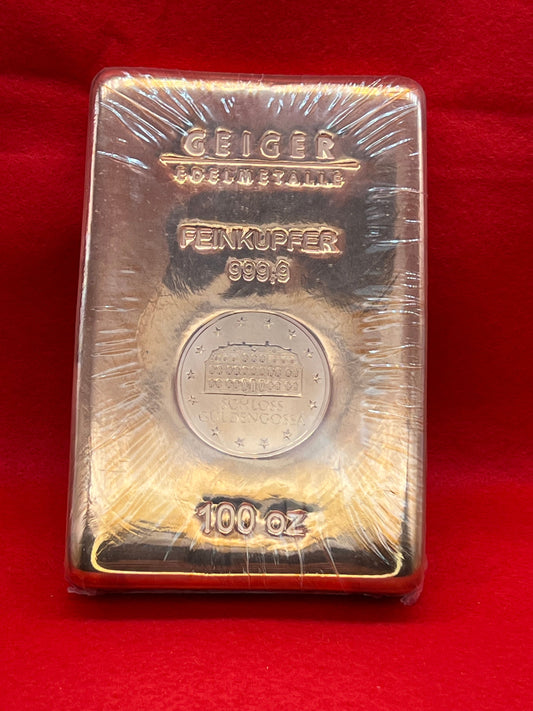 GEIGER
EDELMETALLE
FEINKUPFER
999,9
SCHLOSS
GÜLDENGOSSA
100 oz